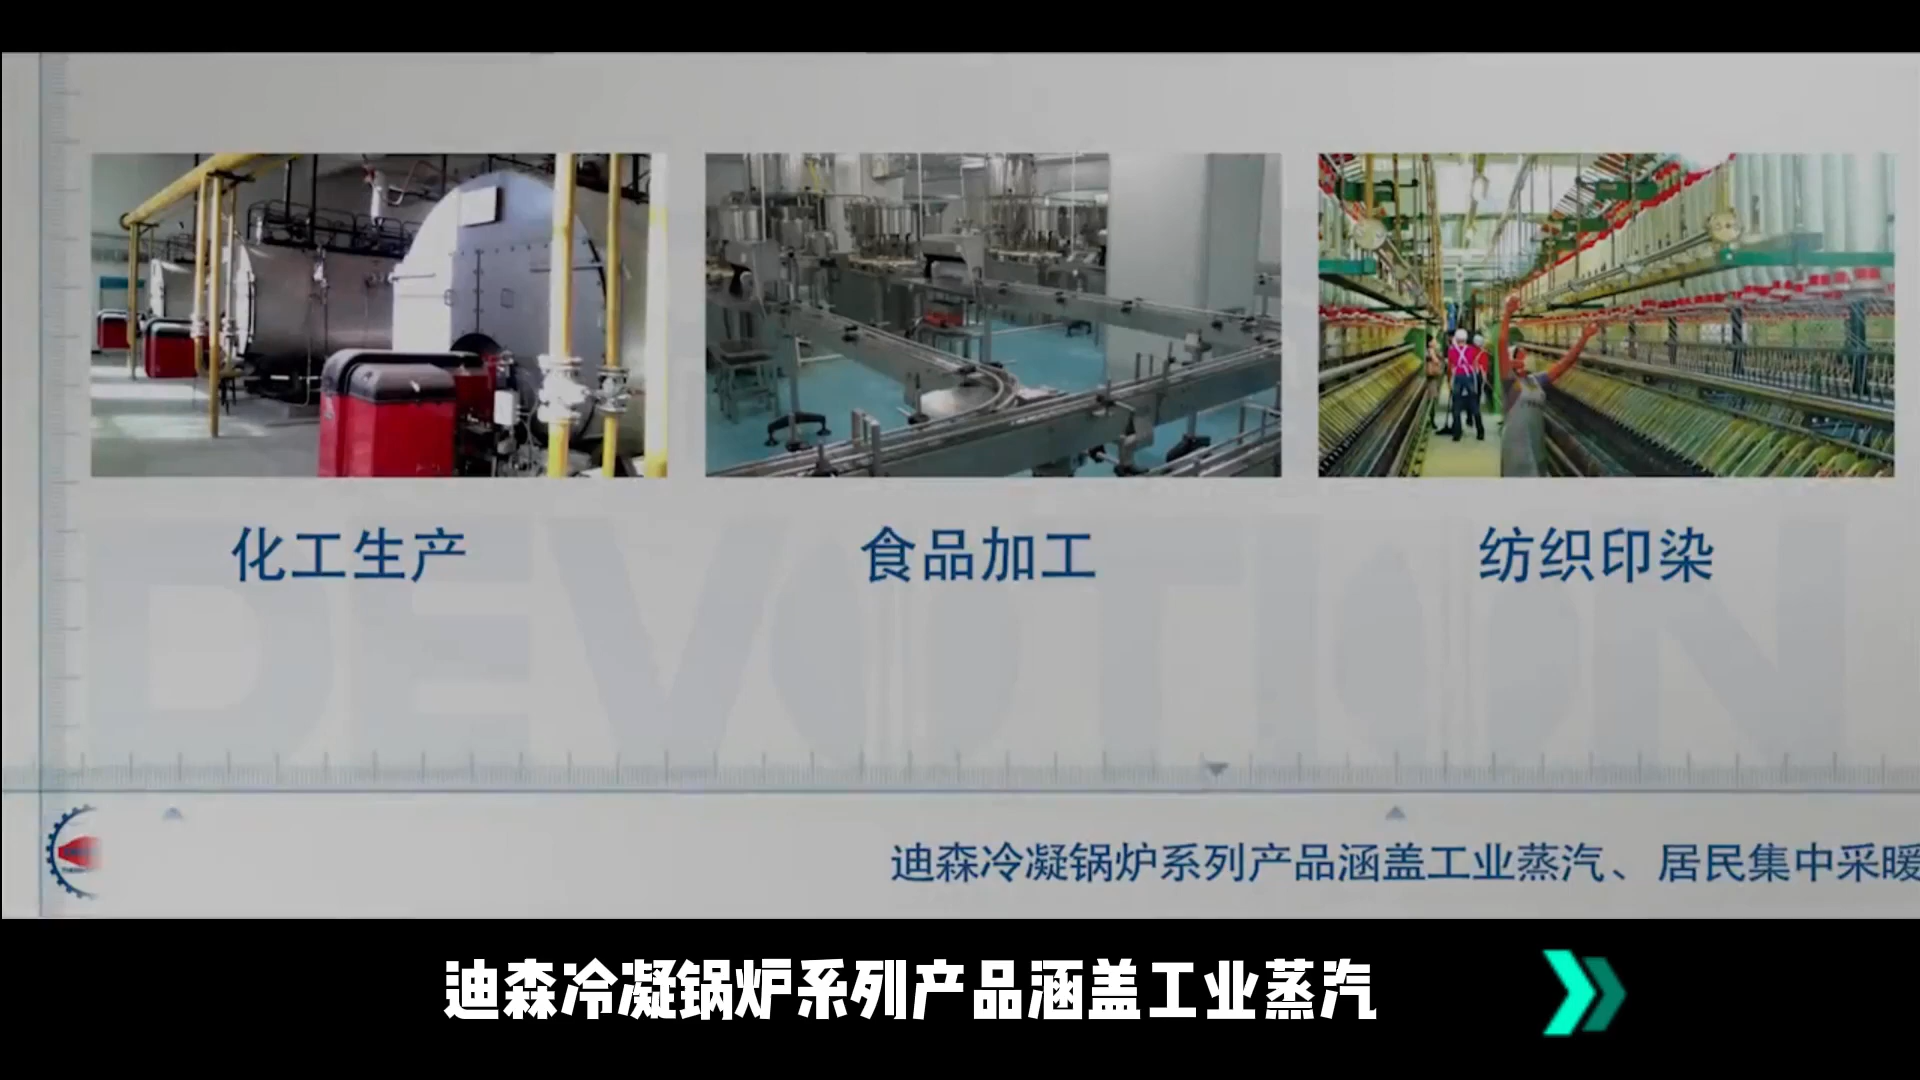 化工生产
食品加工
纺织印染
DEVOTION
迪森冷凝锅炉系列产品涵盖工业蒸汽、居民集中采暖
迪森冷凝锅炉系列产品涵盖工业蒸汽